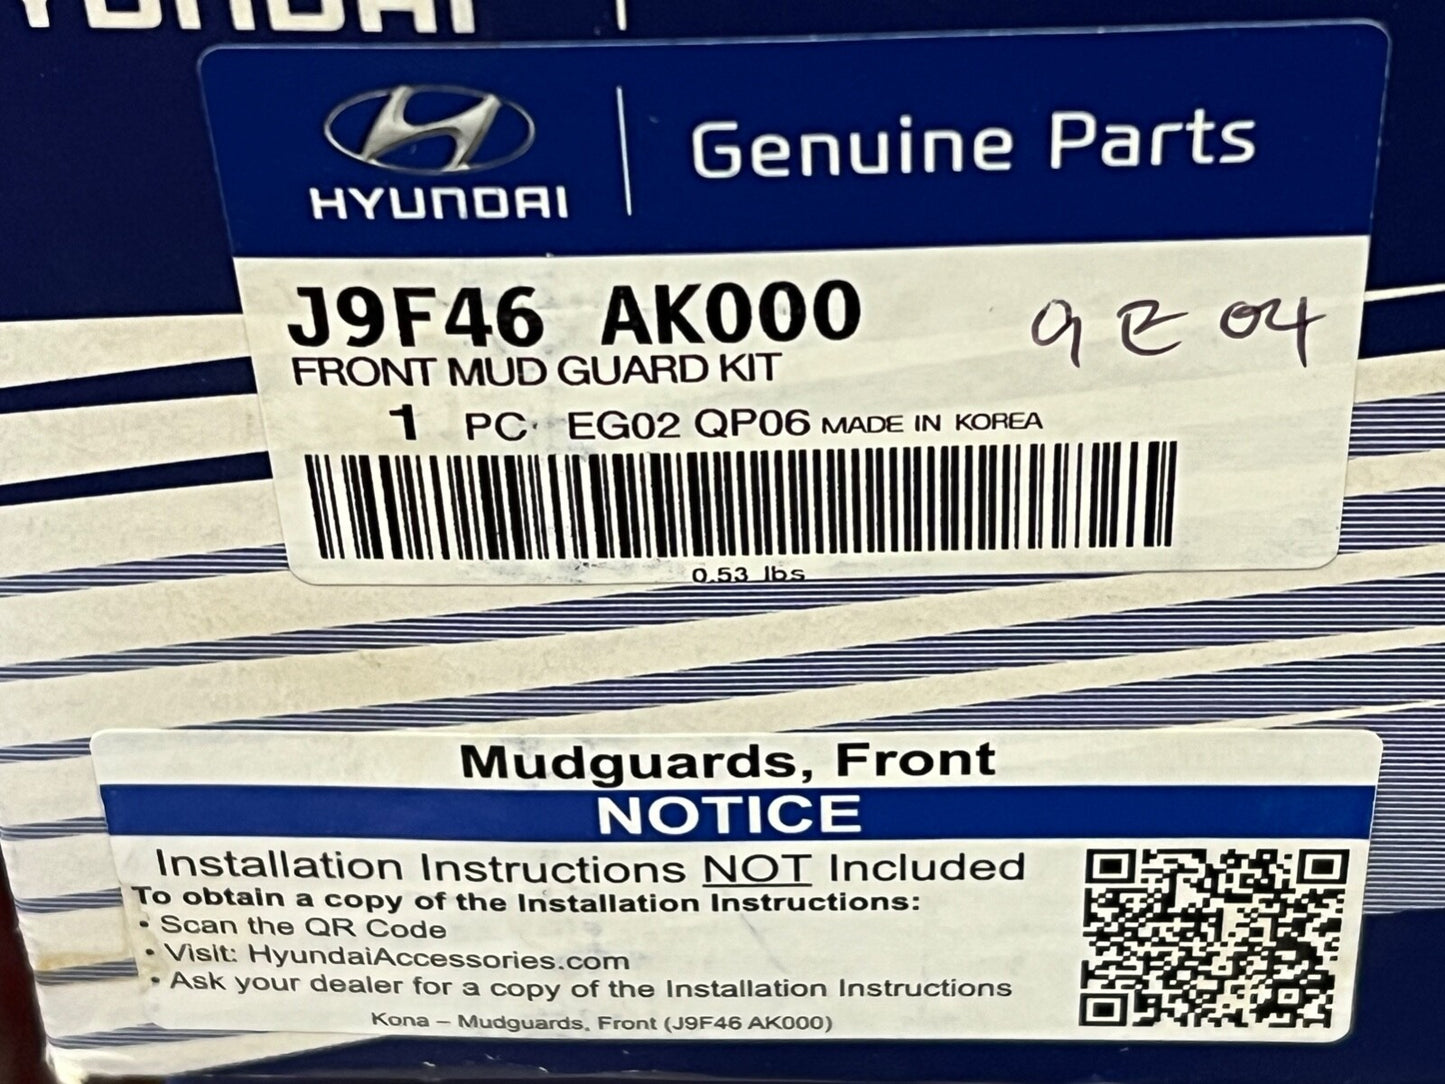 HYUNDAI
HYUNDAI
Genuine Parts
J9F46 AK000
FRONT MUD GUARD KIT
1 PC· EG02 QP06 MADE IN KOREA
0.53 lbs
Mudguards, Front
NOTICE
Installation Instructions NOT Included
To obtain a copy of the Installation Instructions:
• Scan the QR Code
• Visit: HyundaiAccessories.com
• Ask your dealer for a copy of the Installation Instructions
Kona – Mudguards, Front (J9F46 AK000)